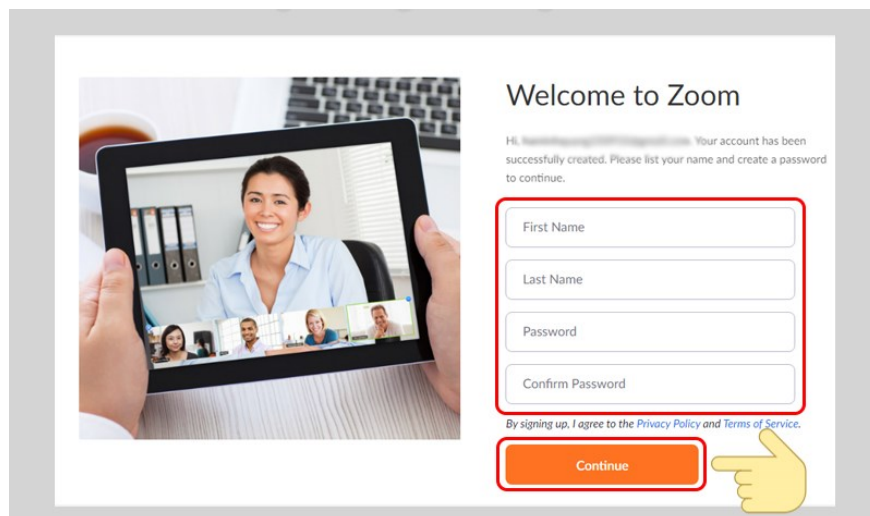 Welcome to Zoom
Hi, Your account has been
successfully created. Please list your name and create a password
to continue.
First Name
Last Name
Password
Confirm Password
By signing up, I agree to the Privacy Policy and Terms of Service.
Continue